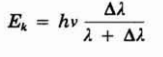 E_k = hν Δλ / (λ + Δλ)